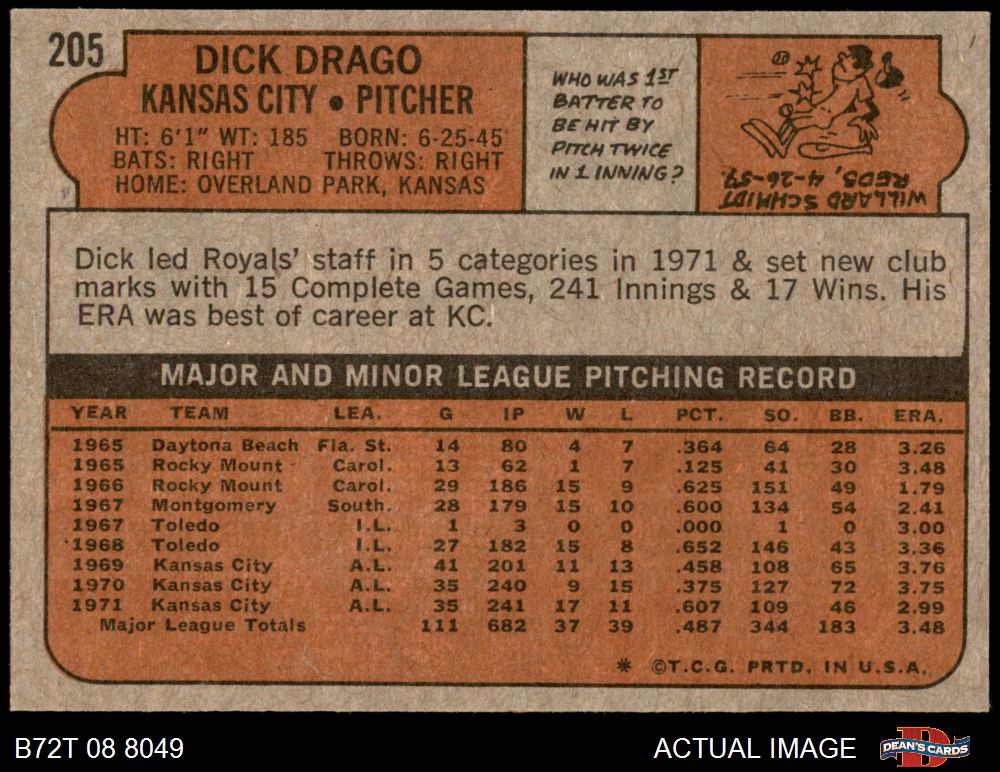 205
DICK DRAGO
KANSAS CITY • PITCHER
HT: 6'1" WT: 185 BORN: 6-25-45
BATS: RIGHT THROWS: RIGHT
HOME: OVERLAND PARK, KANSAS
WHO WAS 1ST
BATTER TO
BE HIT BY
PITCH TWICE
IN 1 INNING?
WILLARD SCHMIDT
REDS, 4-26-59.
Dick led Royals' staff in 5 categories in 1971 & set new club
marks with 15 Complete Games, 241 Innings & 17 Wins. His
ERA was best of career at KC.
MAJOR AND MINOR LEAGUE PITCHING RECORD
YEAR TEAM LEA. G IP W L PCT. SO. BB. ERA.
1965 Daytona Beach Fla. St. 14 80 4 7 .364 64 28 3.26
1965 Rocky Mount Carol. 13 62 1 7 .125 41 30 3.48
1966 Rocky Mount Carol. 29 186 15 9 .625 151 49 1.79
1967 Montgomery South. 28 179 15 10 .600 134 54 2.41
1967 Toledo I.L. 1 3 0 0 .000 1 0 3.00
1968 Toledo I.L. 27 182 15 8 .652 146 43 3.36
1969 Kansas City A.L. 41 201 11 13 .458 108 65 3.76
1970 Kansas City A.L. 35 240 9 15 .375 127 72 3.75
1971 Kansas City A.L. 35 241 17 11 .607 109 46 2.99
Major League Totals 111 682 37 39 .487 344 183 3.48
* ©T.C.G. PRTD. IN U.S.A.
B72T 08 8049
ACTUAL IMAGE
DEAN'S CARDS